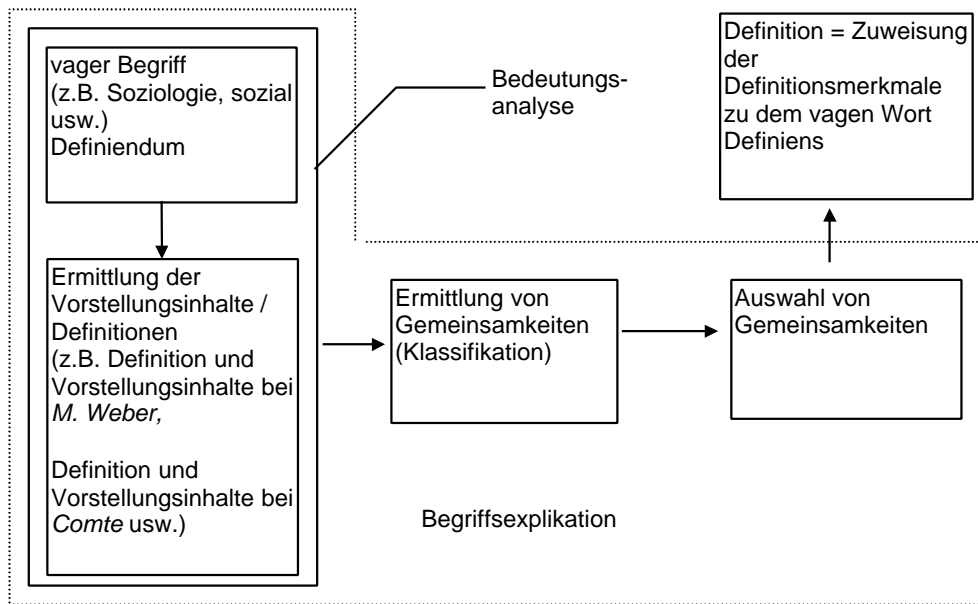 vager Begriff
(z.B. Soziologie, sozial
usw.)
Definiendum
Bedeutungs-
analyse
Definition = Zuweisung
der
Definitionsmerkmale
zu dem vagen Wort
Definiens
Ermittlung der
Vorstellungsinhalte /
Definitionen
(z.B. Definition und
Vorstellungsinhalte bei
M. Weber,
Definition und
Vorstellungsinhalte bei
Comte usw.)
Ermittlung von
Gemeinsamkeiten
(Klassifikation)
Auswahl von
Gemeinsamkeiten
Begriffsexplikation